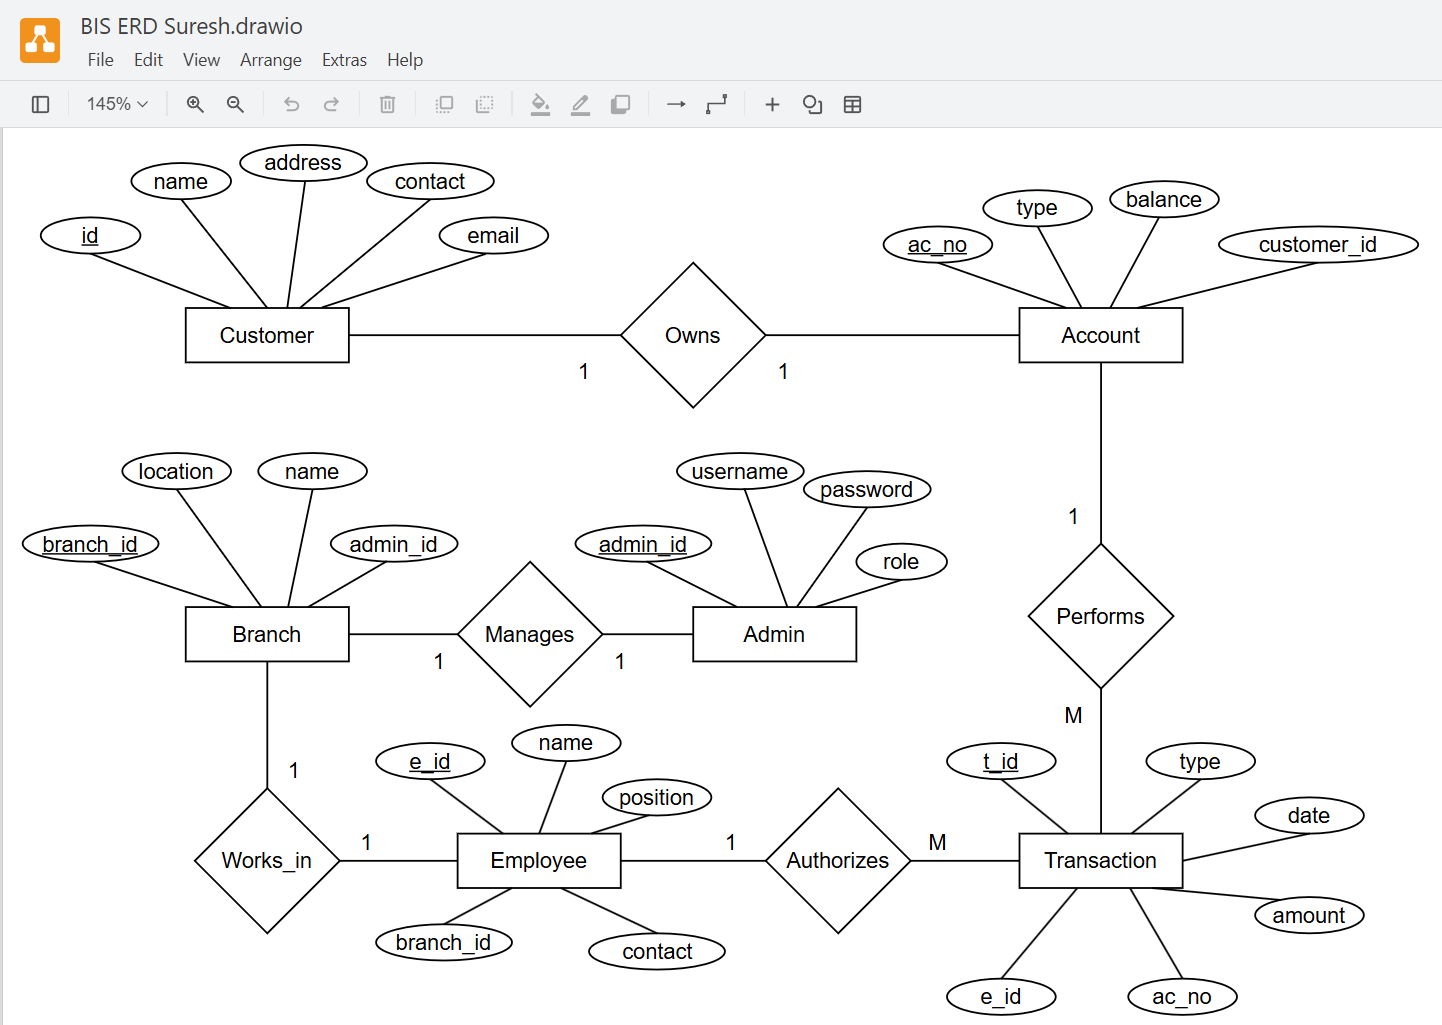 BIS ERD Suresh.drawio
File Edit View Arrange Extras Help
145%
id
name
address
contact
email
Customer
1
Owns
1
ac_no
type
balance
customer_id
Account
1
Performs
M
branch_id
location
name
admin_id
Branch
1
Manages
1
admin_id
username
password
role
Admin
1
Works_in
1
e_id
name
position
Employee
branch_id
contact
1
Authorizes
M
t_id
type
date
Transaction
amount
e_id
ac_no